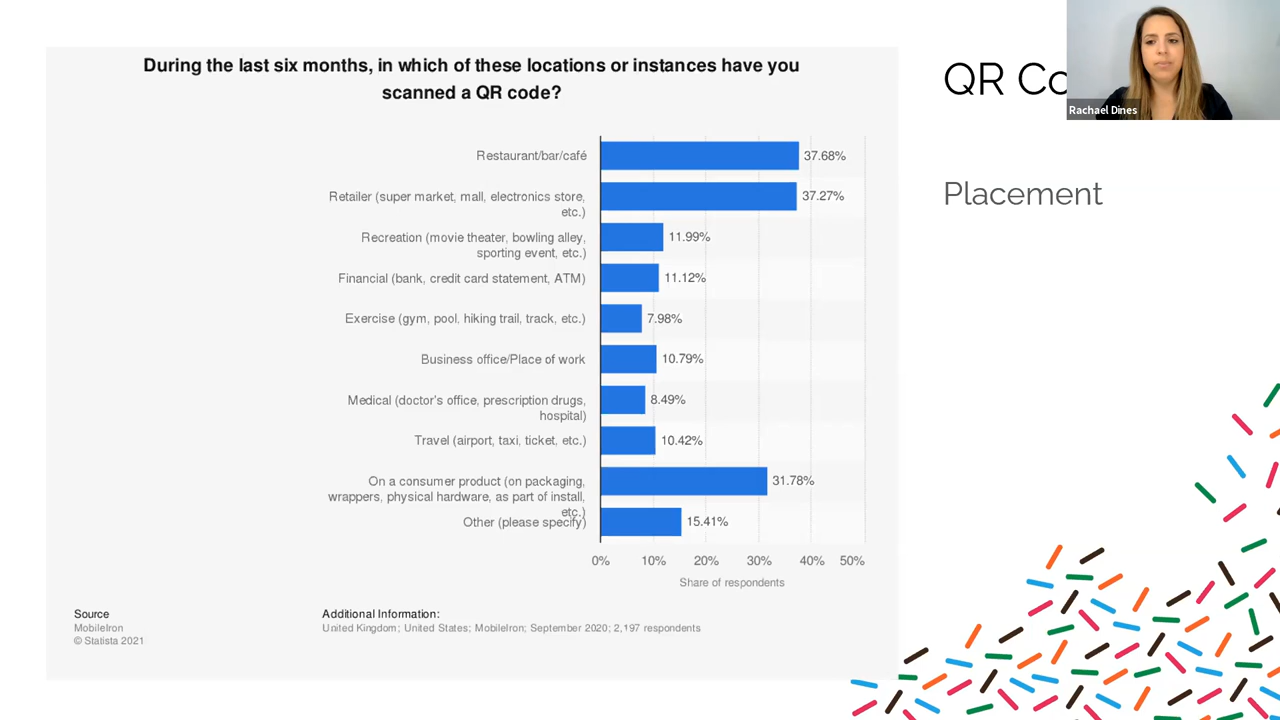 During the last six months, in which of these locations or instances have you
scanned a QR code?
Restaurant/bar/café
37.68%
Retailer (super market, mall, electronics store,
etc.)
37.27%
Recreation (movie theater, bowling alley,
sporting event, etc.)
11.99%
Financial (bank, credit card statement, ATM)
11.12%
Exercise (gym, pool, hiking trail, track, etc.)
7.98%
Business office/Place of work
10.79%
Medical (doctor's office, prescription drugs,
hospital)
8.49%
Travel (airport, taxi, ticket, etc.)
10.42%
On a consumer product (on packaging,
wrappers, physical hardware, as part of install,
etc.)
31.78%
Other (please specify)
15.41%
0% 10% 20% 30% 40% 50%
Share of respondents
Source
MobileIron
© Statista 2021
Additional Information:
United Kingdom; United States; MobileIron; September 2020; 2,197 respondents
QR Co
Rachael Dines
Placement